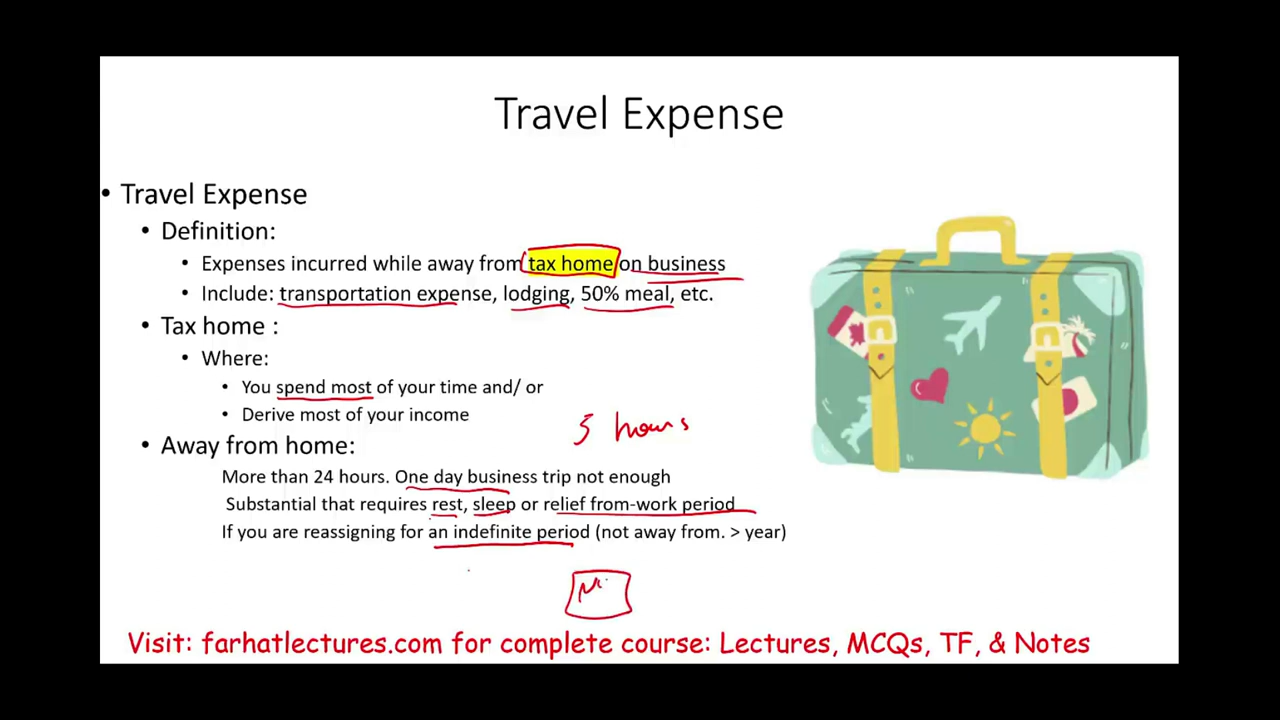 Travel Expense
• Travel Expense
• Definition:
• Expenses incurred while away from tax home on business
• Include: transportation expense, lodging, 50% meal, etc.
• Tax home :
• Where:
• You spend most of your time and/ or
• Derive most of your income
5 hours
• Away from home:
More than 24 hours. One day business trip not enough
Substantial that requires rest, sleep or relief from-work period
If you are reassigning for an indefinite period (not away from. > year)
Visit: farhatlectures.com for complete course: Lectures, MCQs, TF, & Notes